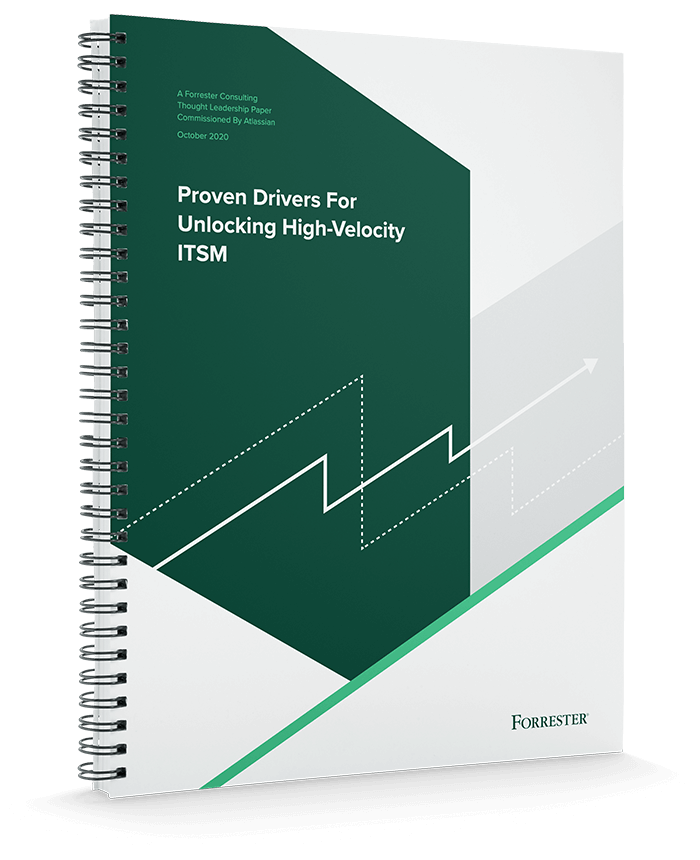 A Forrester Consulting
Thought Leadership Paper
Commissioned By Atlassian
October 2020
Proven Drivers For
Unlocking High-Velocity
ITSM
FORRESTER®